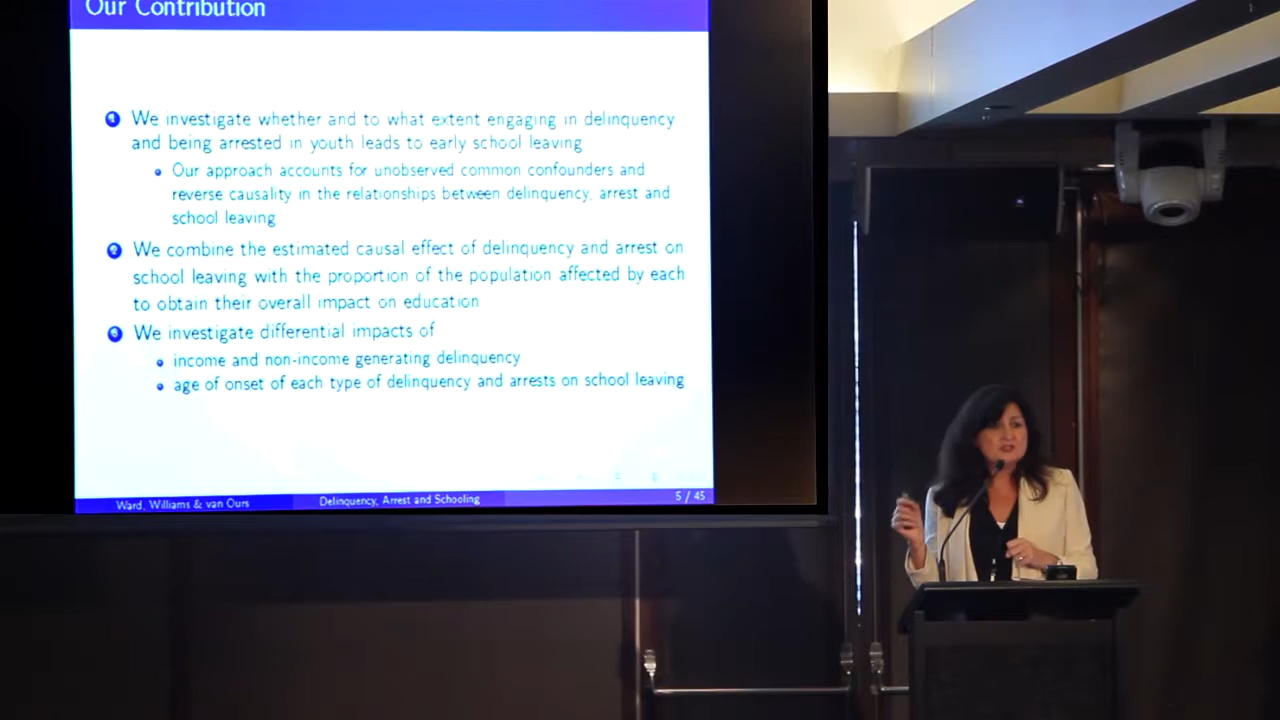 Our Contribution
1 We investigate whether and to what extent engaging in delinquency
and being arrested in youth leads to early school leaving
• Our approach accounts for unobserved common confounders and
reverse causality in the relationships between delinquency, arrest and
school leaving
2 We combine the estimated causal effect of delinquency and arrest on
school leaving with the proportion of the population affected by each
to obtain their overall impact on education
3 We investigate differential impacts of
• income and non-income generating delinquency
• age of onset of each type of delinquency and arrests on school leaving
Ward, Williams & van Ours Delinquency, Arrest and Schooling 5 / 45